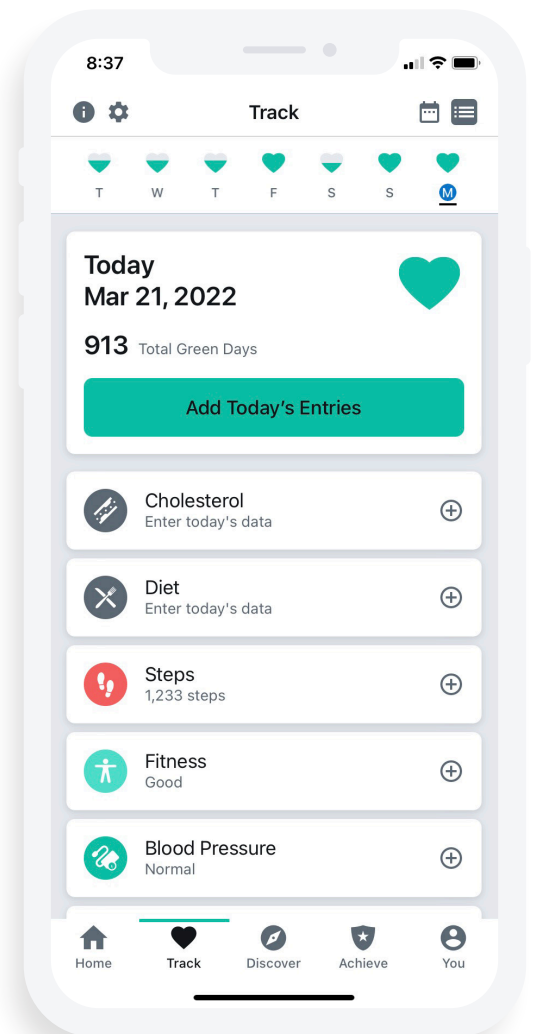 8:37
Track
T W T F S S M
Today
Mar 21, 2022
913 Total Green Days
Add Today's Entries
Cholesterol
Enter today's data
Diet
Enter today's data
Steps
1,233 steps
Fitness
Good
Blood Pressure
Normal
Home Track Discover Achieve You